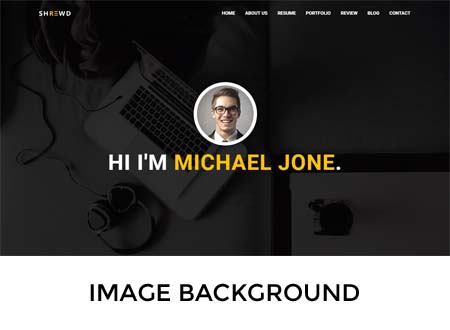 SHREWD
HOME ABOUT US RESUME PORTFOLIO REVIEW BLOG CONTACT
HI I'M MICHAEL JONE.
IMAGE BACKGROUND